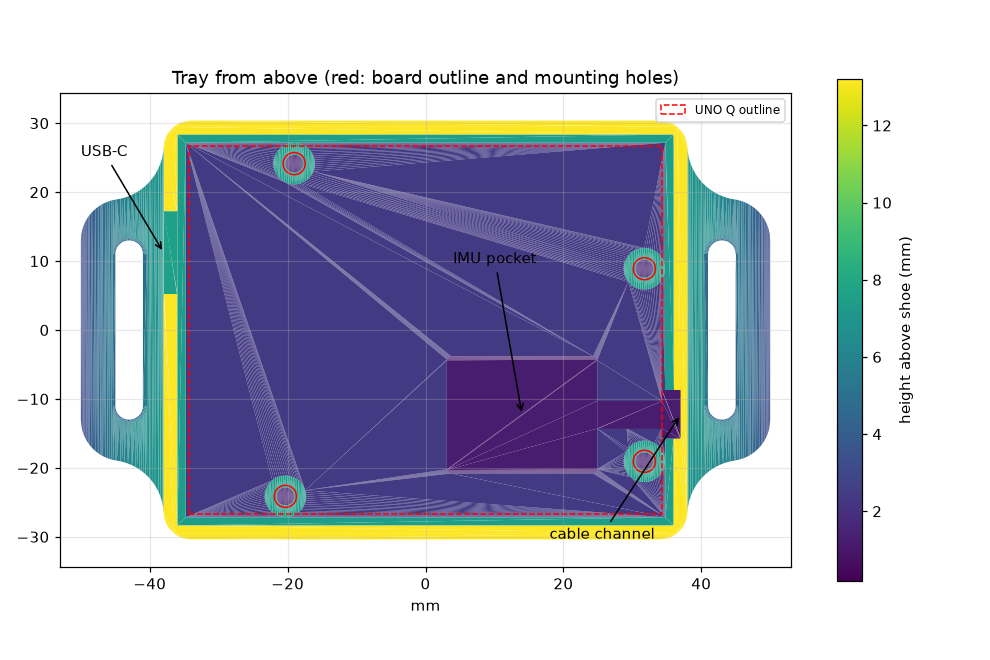 Tray from above (red: board outline and mounting holes)
UNO Q outline
USB-C
IMU pocket
cable channel
30
20
10
0
−10
−20
−30
−40
−20
0
20
40
mm
12
10
8
6
4
2
height above shoe (mm)